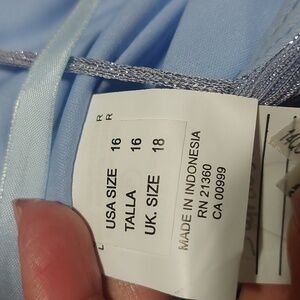 R R
USA SIZE 16
TALLA 16
UK. SIZE 18
MADE IN INDONESIA
RN 21360
CA 00999